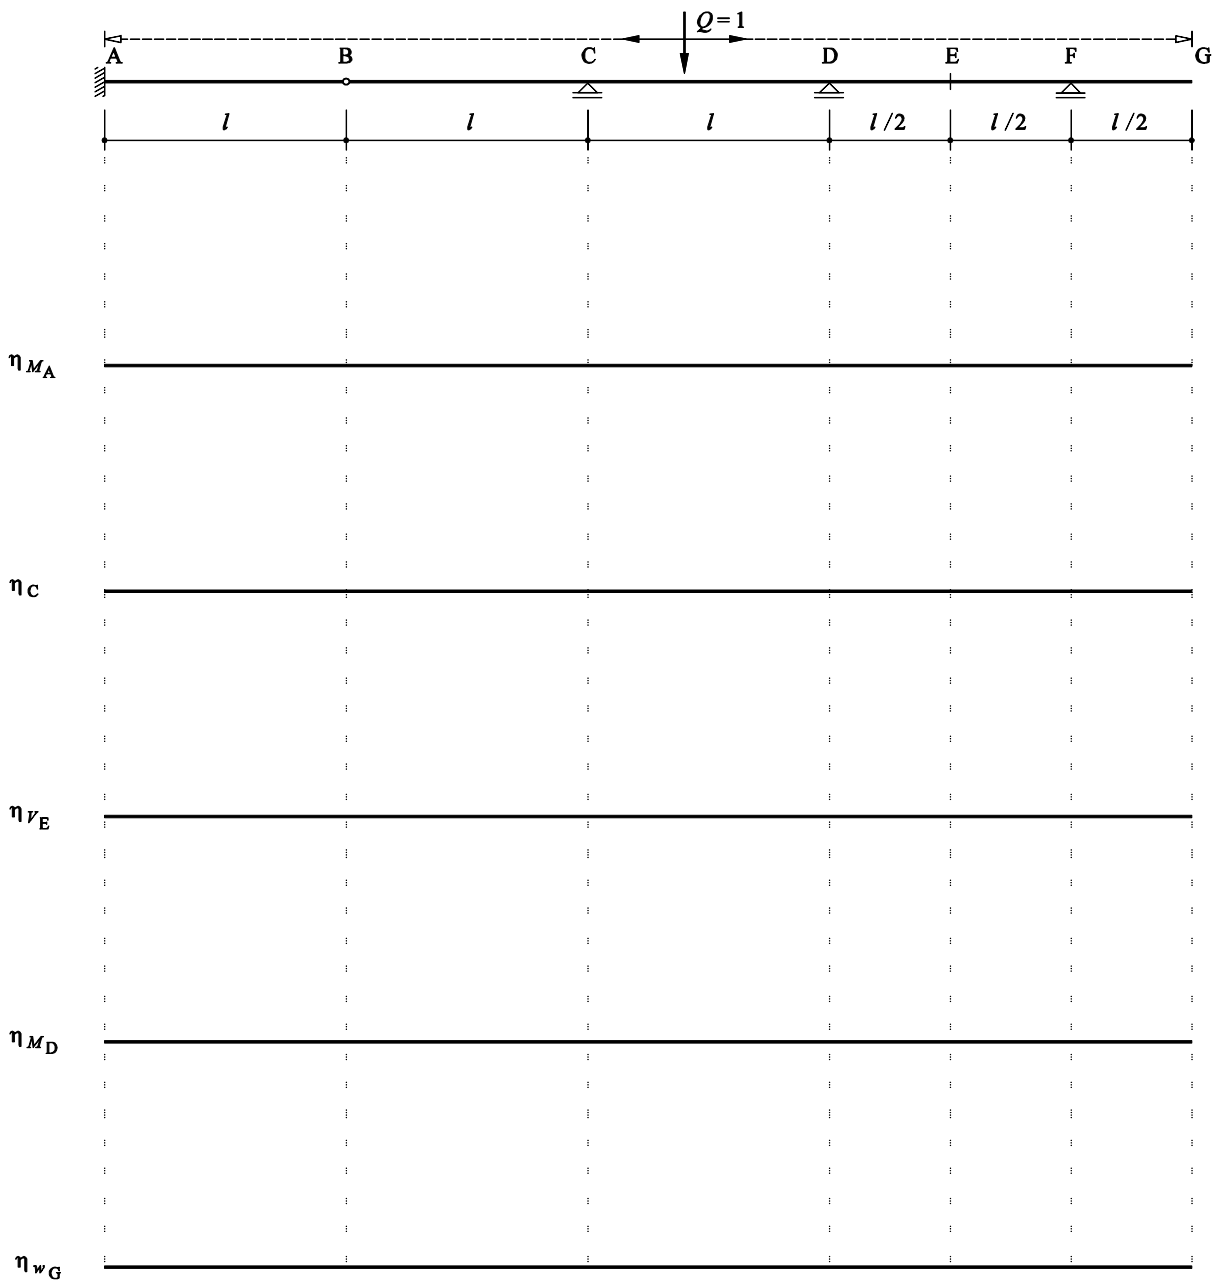 Q = 1
A B C D E F G
l l l l/2 l/2 l/2
η M A
η C
η V E
η M D
η w G